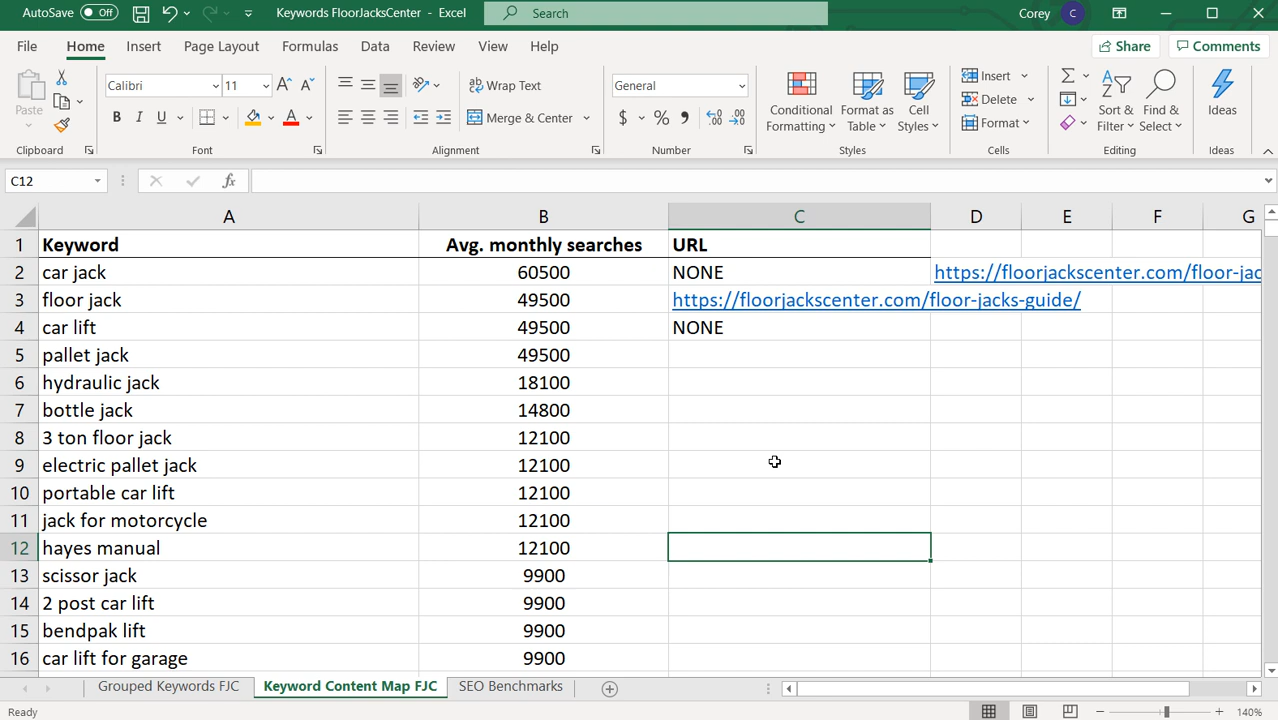 AutoSave Off Keywords FloorJacksCenter - Excel Search Corey C
File Home Insert Page Layout Formulas Data Review View Help Share Comments
Paste Calibri 11 Wrap Text General Conditional Formatting Format as Table Cell Styles Insert Sort & Filter Find & Select Ideas
B I U Merge & Center $ % Delete
Format
Clipboard Font Alignment Number Styles Cells Editing Ideas
C12 fx
A B C D E F G
1 Keyword Avg. monthly searches URL
2 car jack 60500 NONE https://floorjackscenter.com/floor-jac
3 floor jack 49500 https://floorjackscenter.com/floor-jacks-guide/
4 car lift 49500 NONE
5 pallet jack 49500
6 hydraulic jack 18100
7 bottle jack 14800
8 3 ton floor jack 12100
9 electric pallet jack 12100
10 portable car lift 12100
11 jack for motorcycle 12100
12 hayes manual 12100
13 scissor jack 9900
14 2 post car lift 9900
15 bendpak lift 9900
16 car lift for garage 9900
Grouped Keywords FJC Keyword Content Map FJC SEO Benchmarks
Ready 140%